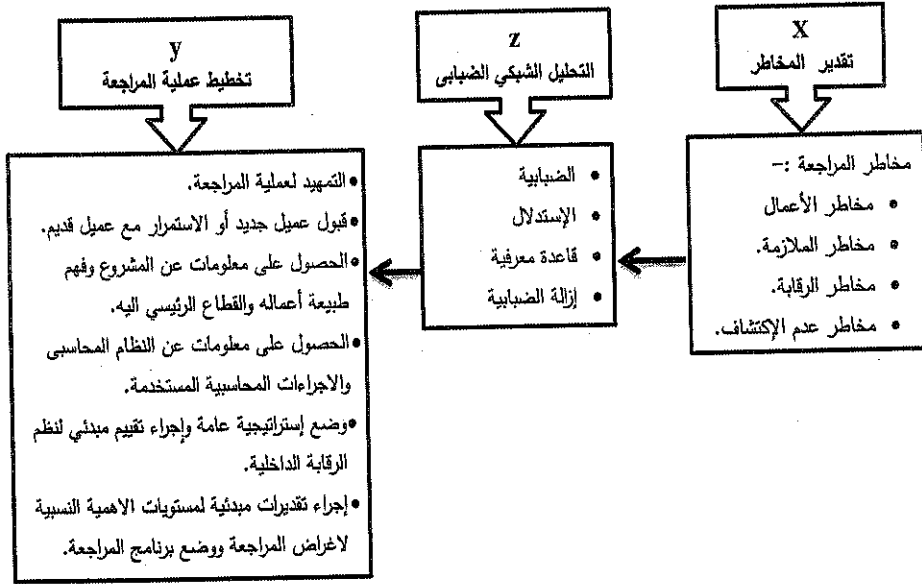 X
تقدير المخاطر
مخاطر المراجعة :-
• مخاطر الأعمال
• مخاطر الملازمة.
• مخاطر الرقابة.
• مخاطر عدم الإكتشاف.
z
التحليل الشبكي الضبابى
• الضبابية
• الإستدلال
• قاعدة معرفية
• إزالة الضبابية
y
تخطيط عملية المراجعة
• التمهيد لعملية المراجعة.
• قبول عميل جديد أو الاستمرار مع عميل قديم.
• الحصول على معلومات عن المشروع وفهم
طبيعة أعماله والقطاع الرئيسي اليه.
• الحصول على معلومات عن النظام المحاسبى
والاجراءات المحاسبية المستخدمة.
• وضع إستراتيجية عامة وإجراء تقييم مبدئي لنظم
الرقابة الداخلية.
• إجراء تقديرات مبدئية لمستويات الاهمية النسبية
لاغراض المراجعة ووضع برنامج المراجعة.